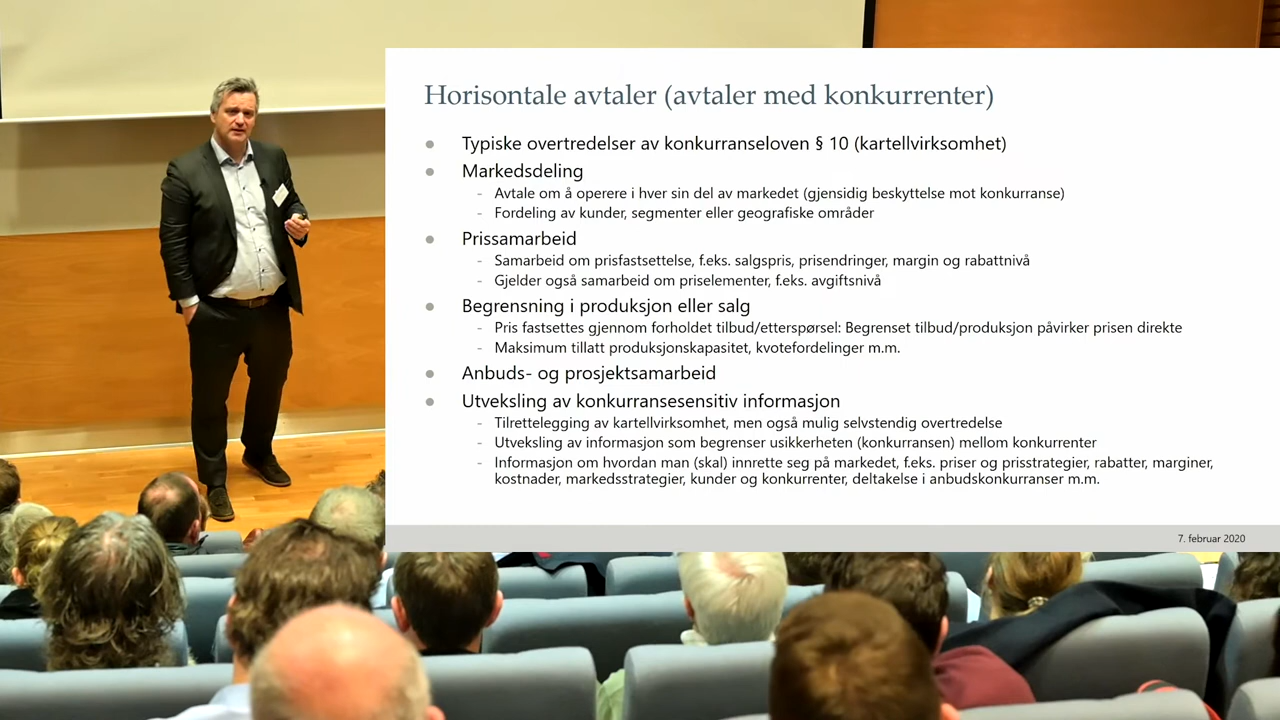 Horisontale avtaler (avtaler med konkurrenter)
Typiske overtredelser av konkurranseloven § 10 (kartellvirksomhet)
Markedsdeling
- Avtale om å operere i hver sin del av markedet (gjensidig beskyttelse mot konkurranse)
- Fordeling av kunder, segmenter eller geografiske områder
Prissamarbeid
- Samarbeid om prisfastsettelse, f.eks. salgspris, prisendringer, margin og rabattnivå
- Gjelder også samarbeid om priselementer, f.eks. avgiftsnivå
Begrensning i produksjon eller salg
- Pris fastsettes gjennom forholdet tilbud/etterspørsel: Begrenset tilbud/produksjon påvirker prisen direkte
- Maksimum tillatt produksjonskapasitet, kvotefordelinger m.m.
Anbuds- og prosjektsamarbeid
Utveksling av konkurransesensitiv informasjon
- Tilrettelegging av kartellvirksomhet, men også mulig selvstendig overtredelse
- Utveksling av informasjon som begrenser usikkerheten (konkurransen) mellom konkurrenter
- Informasjon om hvordan man (skal) innrette seg på markedet, f.eks. priser og prisstrategier, rabatter, marginer,
kostnader, markedsstrategier, kunder og konkurrenter, deltakelse i anbudskonkurranser m.m.
7. februar 2020